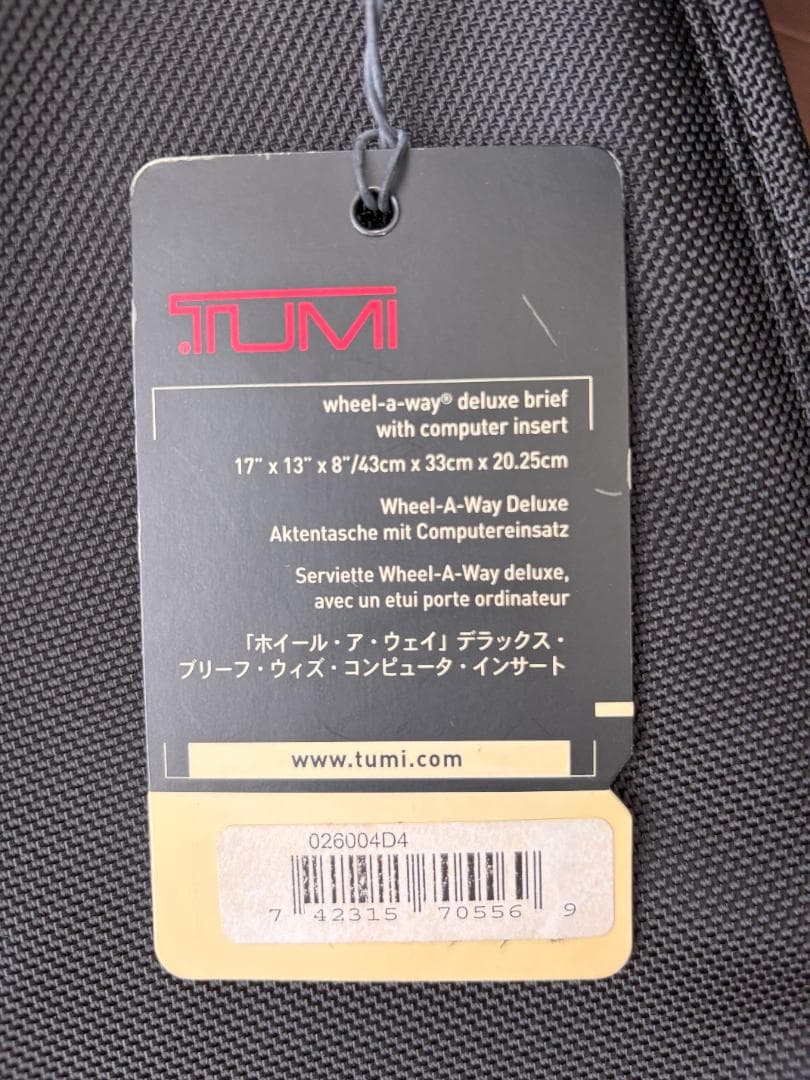 TUMI
wheel-a-way® deluxe brief
with computer insert
17" x 13" x 8"/43cm x 33cm x 20.25cm
Wheel-A-Way Deluxe
Aktentasche mit Computereinsatz
Serviette Wheel-A-Way deluxe,
avec un etui porte ordinateur
「ホイール・ア・ウェイ」デラックス・
ブリーフ・ウィズ・コンピュータ・インサート
www.tumi.com
026004D4
7 42315 70556 9